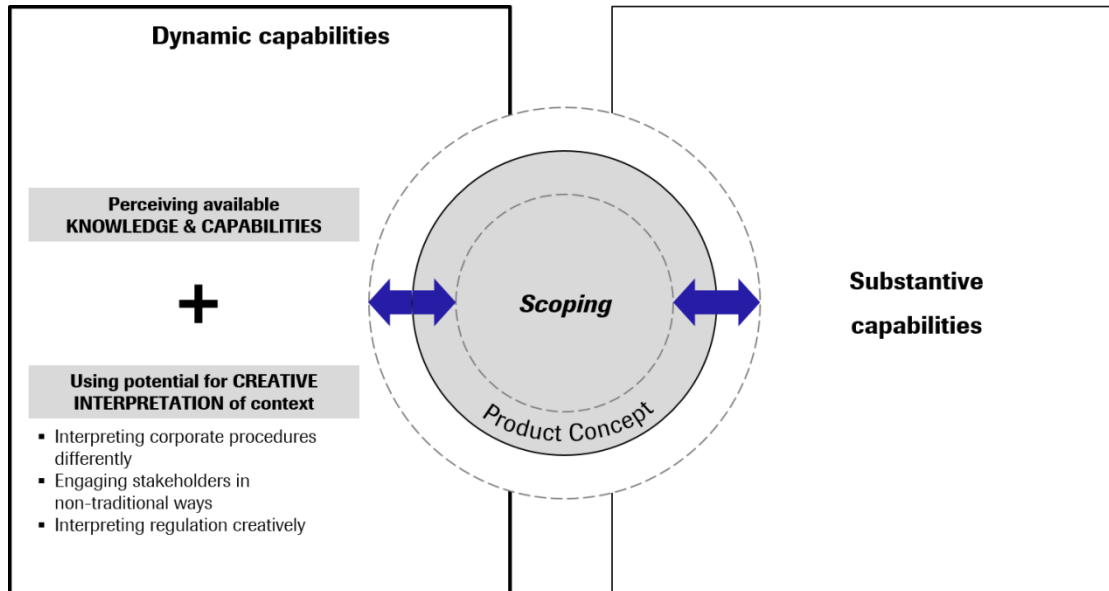 Dynamic capabilities
Perceiving available
KNOWLEDGE & CAPABILITIES
+
Using potential for CREATIVE
INTERPRETATION of context
▪ Interpreting corporate procedures
differently
▪ Engaging stakeholders in
non-traditional ways
▪ Interpreting regulation creatively
Scoping
Product Concept
Substantive
capabilities